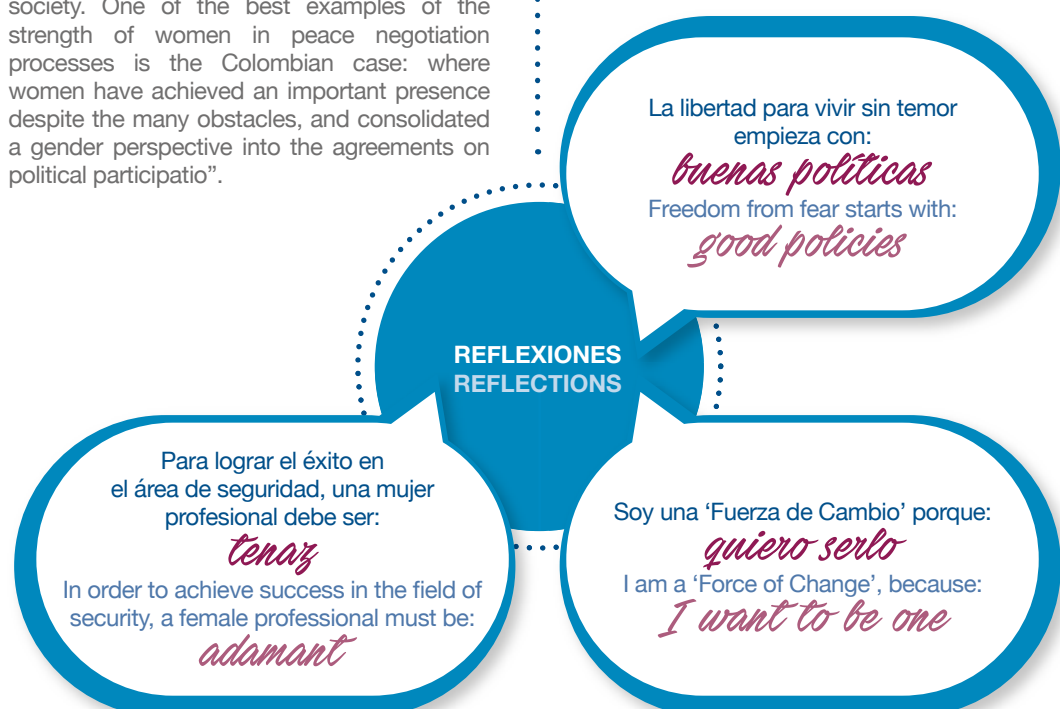 society. One of the best examples of the
strength of women in peace negotiation
processes is the Colombian case: where
women have achieved an important presence
despite the many obstacles, and consolidated
a gender perspective into the agreements on
political participatio”.
La libertad para vivir sin temor
empieza con:
buenas políticas
Freedom from fear starts with:
good policies
REFLEXIONES
REFLECTIONS
Para lograr el éxito en
el área de seguridad, una mujer
profesional debe ser:
tenaz
In order to achieve success in the field of
security, a female professional must be:
adamant
Soy una ‘Fuerza de Cambio’ porque:
quiero serlo
I am a ‘Force of Change’, because:
I want to be one